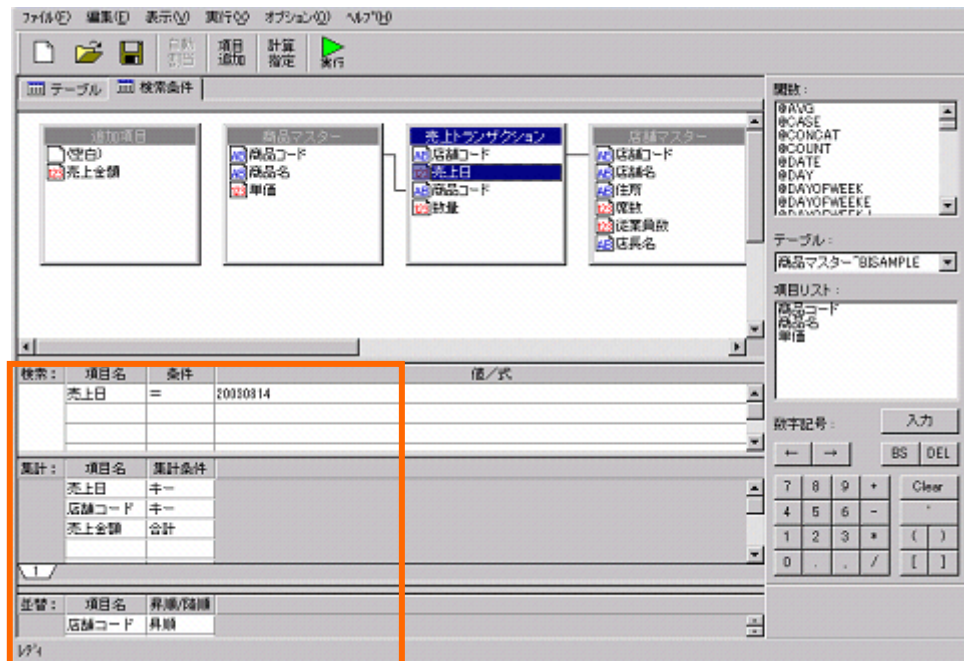 ファイル(F) 編集(E) 表示(V) 実行(X) オプション(O) ヘルプ(H)
自動割当 項目追加 計算指定 実行
テーブル 検索条件
追加項目
(空白)
売上金額
商品マスター
商品コード
商品名
単価
売上トランザクション
店舗コード
売上日
商品コード
数量
店舗マスター
店舗コード
店舗名
住所
席数
従業員数
店長名
関数:
@AVG
@CASE
@CONCAT
@COUNT
@DATE
@DAY
@DAYOFWEEK
@DAYOFWEEKE
テーブル:
商品マスター~BISAMPLE
項目リスト:
商品コード
商品名
単価
数字記号: 入力
← → BS DEL
7 8 9 + Clear
4 5 6 - '
1 2 3 * ( )
0 . , / [ ]
検索: 項目名 条件 値/式
売上日 = 20030814
集計: 項目名 集計条件
売上日 キー
店舗コード キー
売上金額 合計
1
並替: 項目名 昇順/降順
店舗コード 昇順
レディ